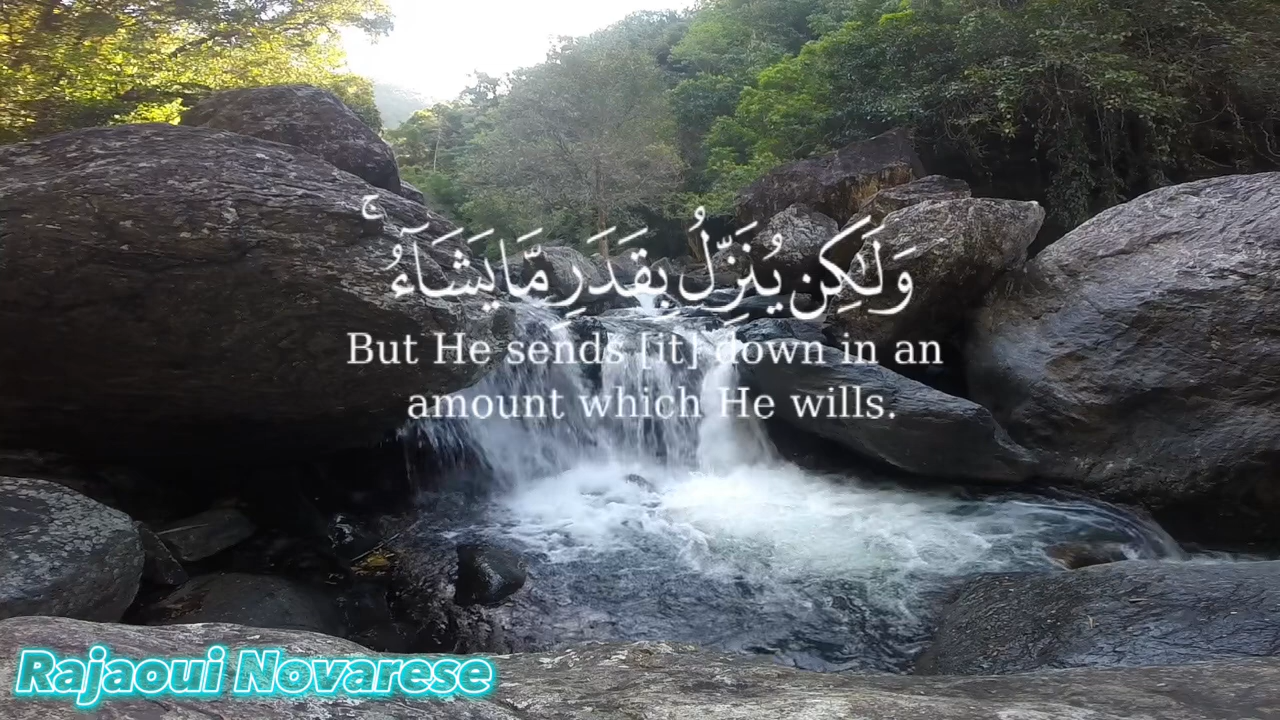 وَلَٰكِن يُنَزِّلُ بِقَدَرٍ مَّا يَشَآءُ ۚ
But He sends [it] down in an
amount which He wills.
Rajaoui Novarese